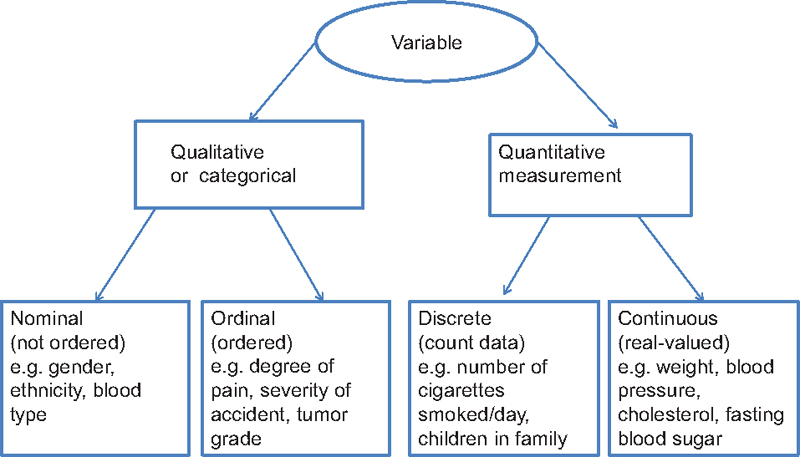 Variable
Qualitative
or categorical
Quantitative
measurement
Nominal
(not ordered)
e.g. gender,
ethnicity, blood
type
Ordinal
(ordered)
e.g. degree of
pain, severity of
accident, tumor
grade
Discrete
(count data)
e.g. number of
cigarettes
smoked/day,
children in family
Continuous
(real-valued)
e.g. weight, blood
pressure,
cholesterol, fasting
blood sugar